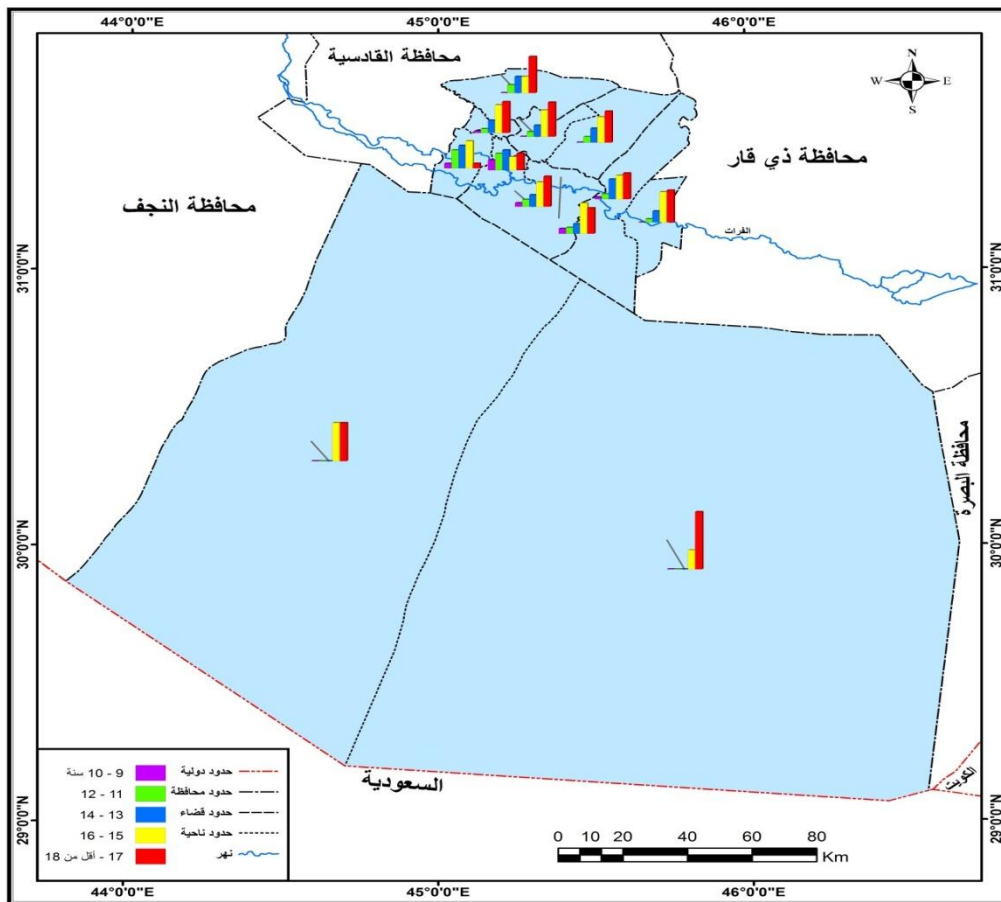 44°0'0"E 45°0'0"E 46°0'0"E
محافظة القادسية
N
W E
S
محافظة ذي قار
محافظة النجف
الفرات
31°0'0"N 31°0'0"N
محافظة البصرة
30°0'0"N 30°0'0"N
السعودية
الكويت
29°0'0"N 29°0'0"N
حدود دولية 9 - 10 سنة
حدود محافظة 11 - 12
حدود قضاء 13 - 14
حدود ناحية 15 - 16
نهر 17 - أقل من 18
0 10 20 40 60 80
Km
44°0'0"E 45°0'0"E 46°0'0"E